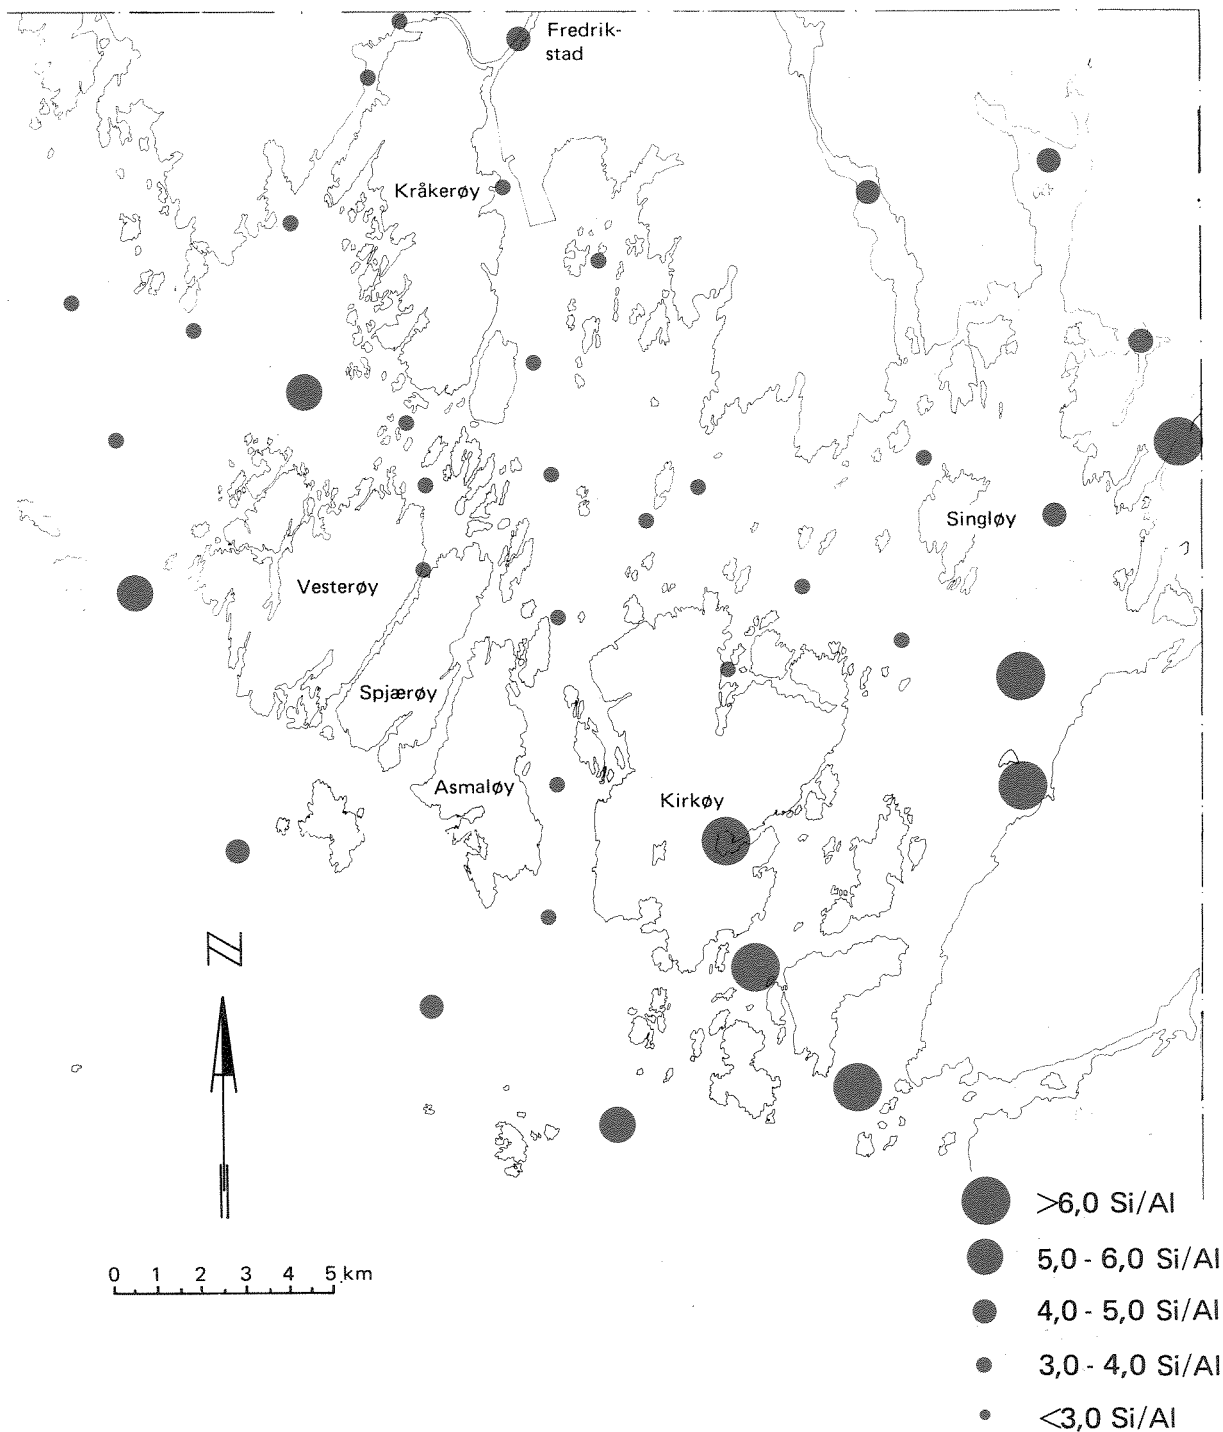 Fredrik-
stad
Kråkerøy
Singløy
Vesterøy
Spjærøy
Asmaløy
Kirkøy
N
0 1 2 3 4 5 km
>6,0 Si/Al
5,0 - 6,0 Si/Al
4,0 - 5,0 Si/Al
3,0 - 4,0 Si/Al
<3,0 Si/Al